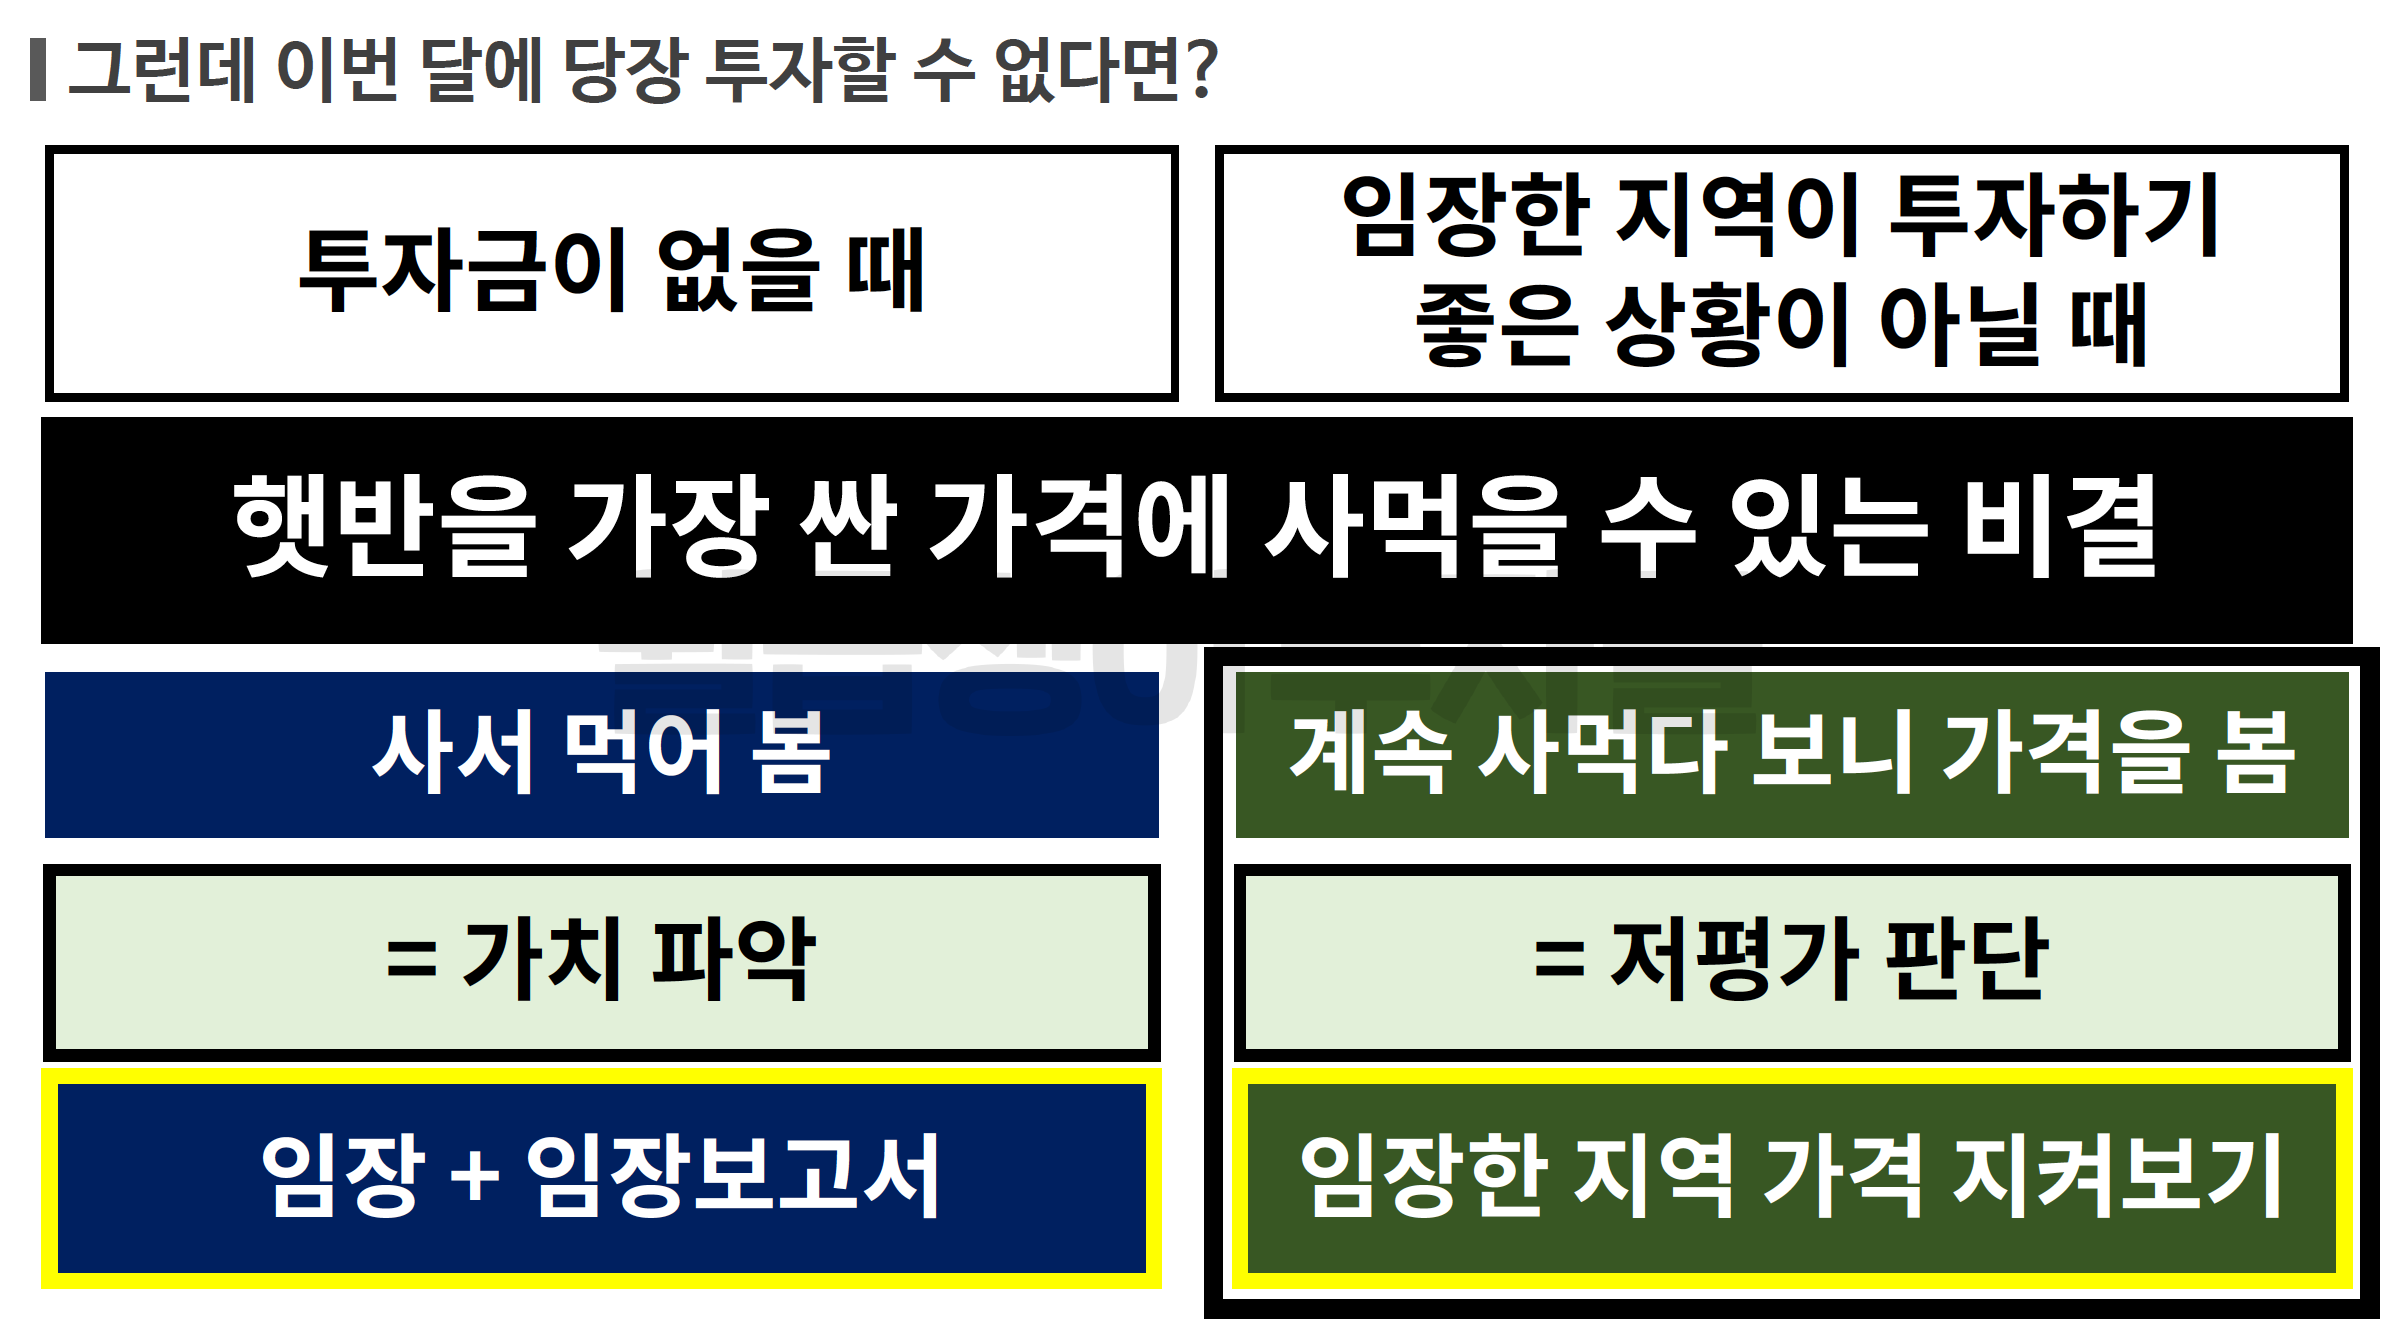 그런데 이번 달에 당장 투자할 수 없다면?
투자금이 없을 때
임장한 지역이 투자하기
좋은 상황이 아닐 때
햇반을 가장 싼 가격에 사먹을 수 있는 비결
사서 먹어 봄
계속 사먹다 보니 가격을 봄
= 가치 파악
= 저평가 판단
임장 + 임장보고서
임장한 지역 가격 지켜보기